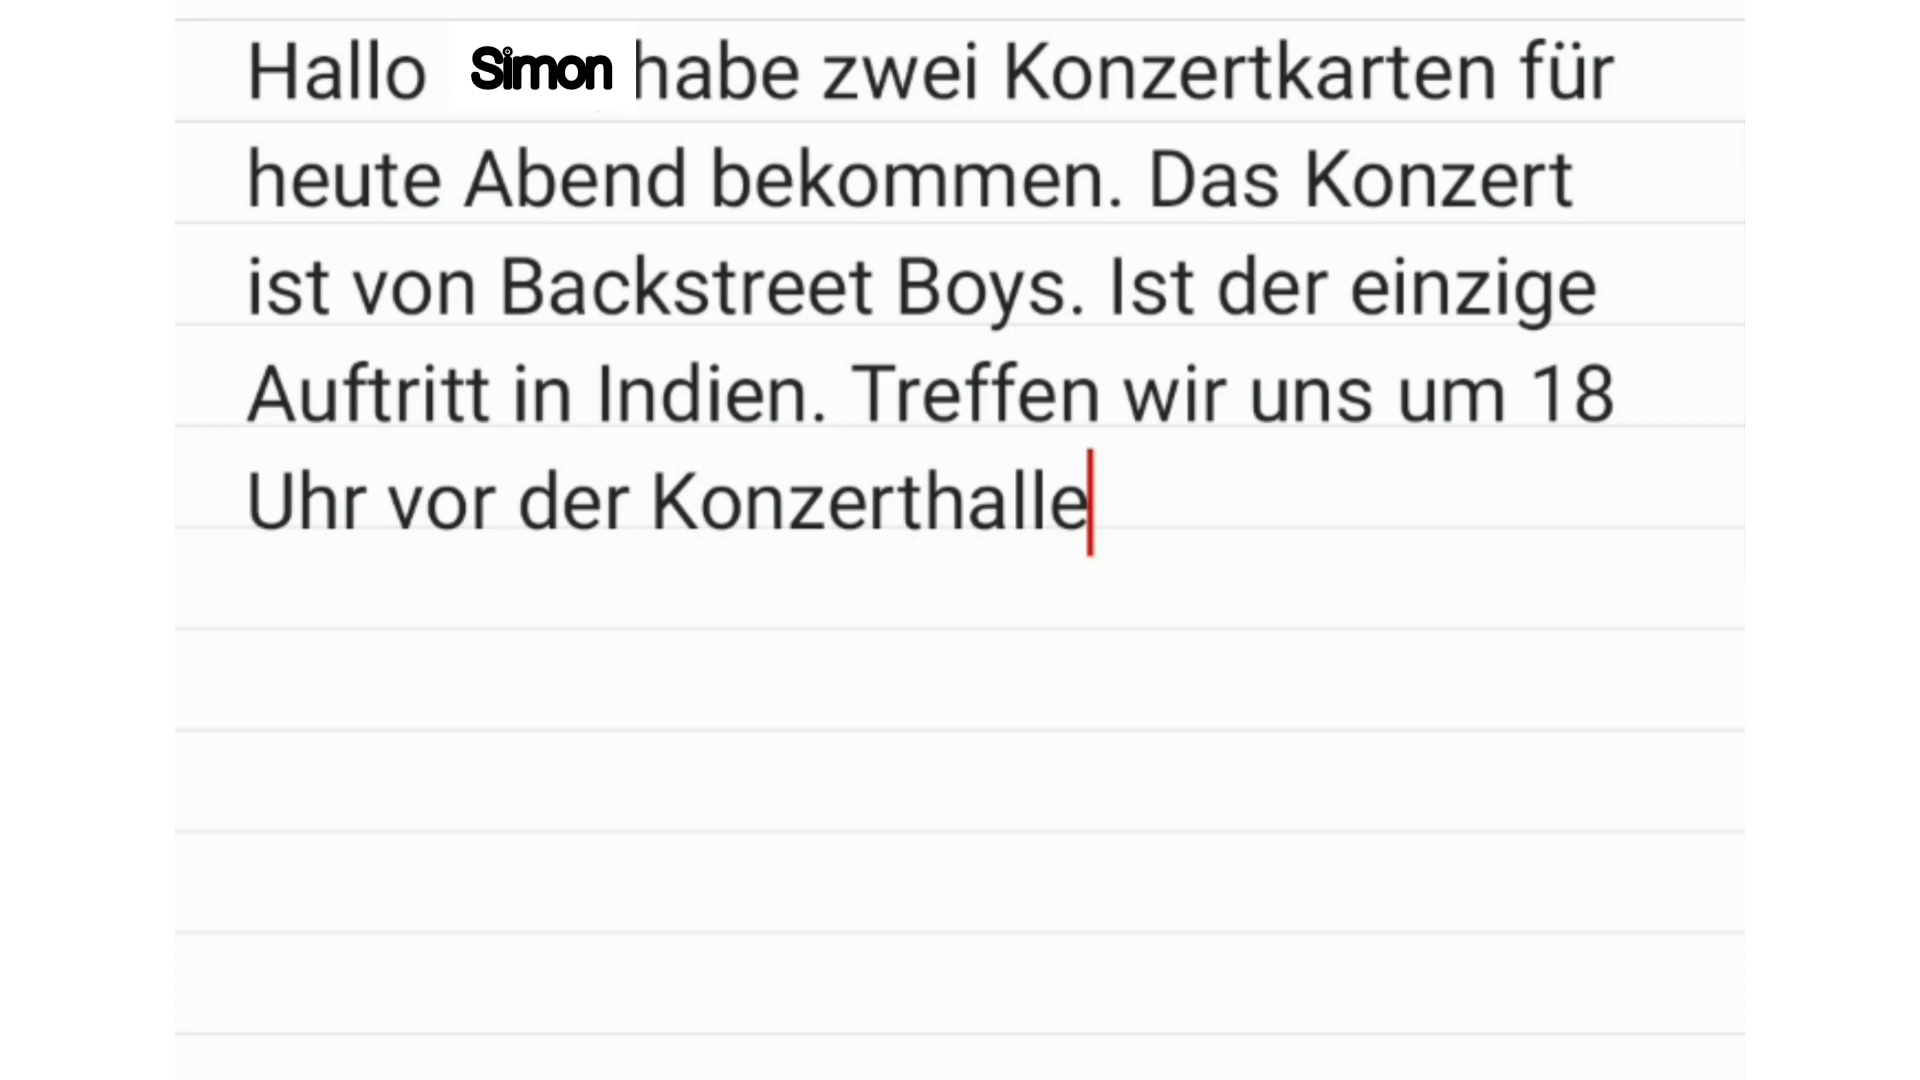 Hallo Simon habe zwei Konzertkarten für
heute Abend bekommen. Das Konzert
ist von Backstreet Boys. Ist der einzige
Auftritt in Indien. Treffen wir uns um 18
Uhr vor der Konzerthalle